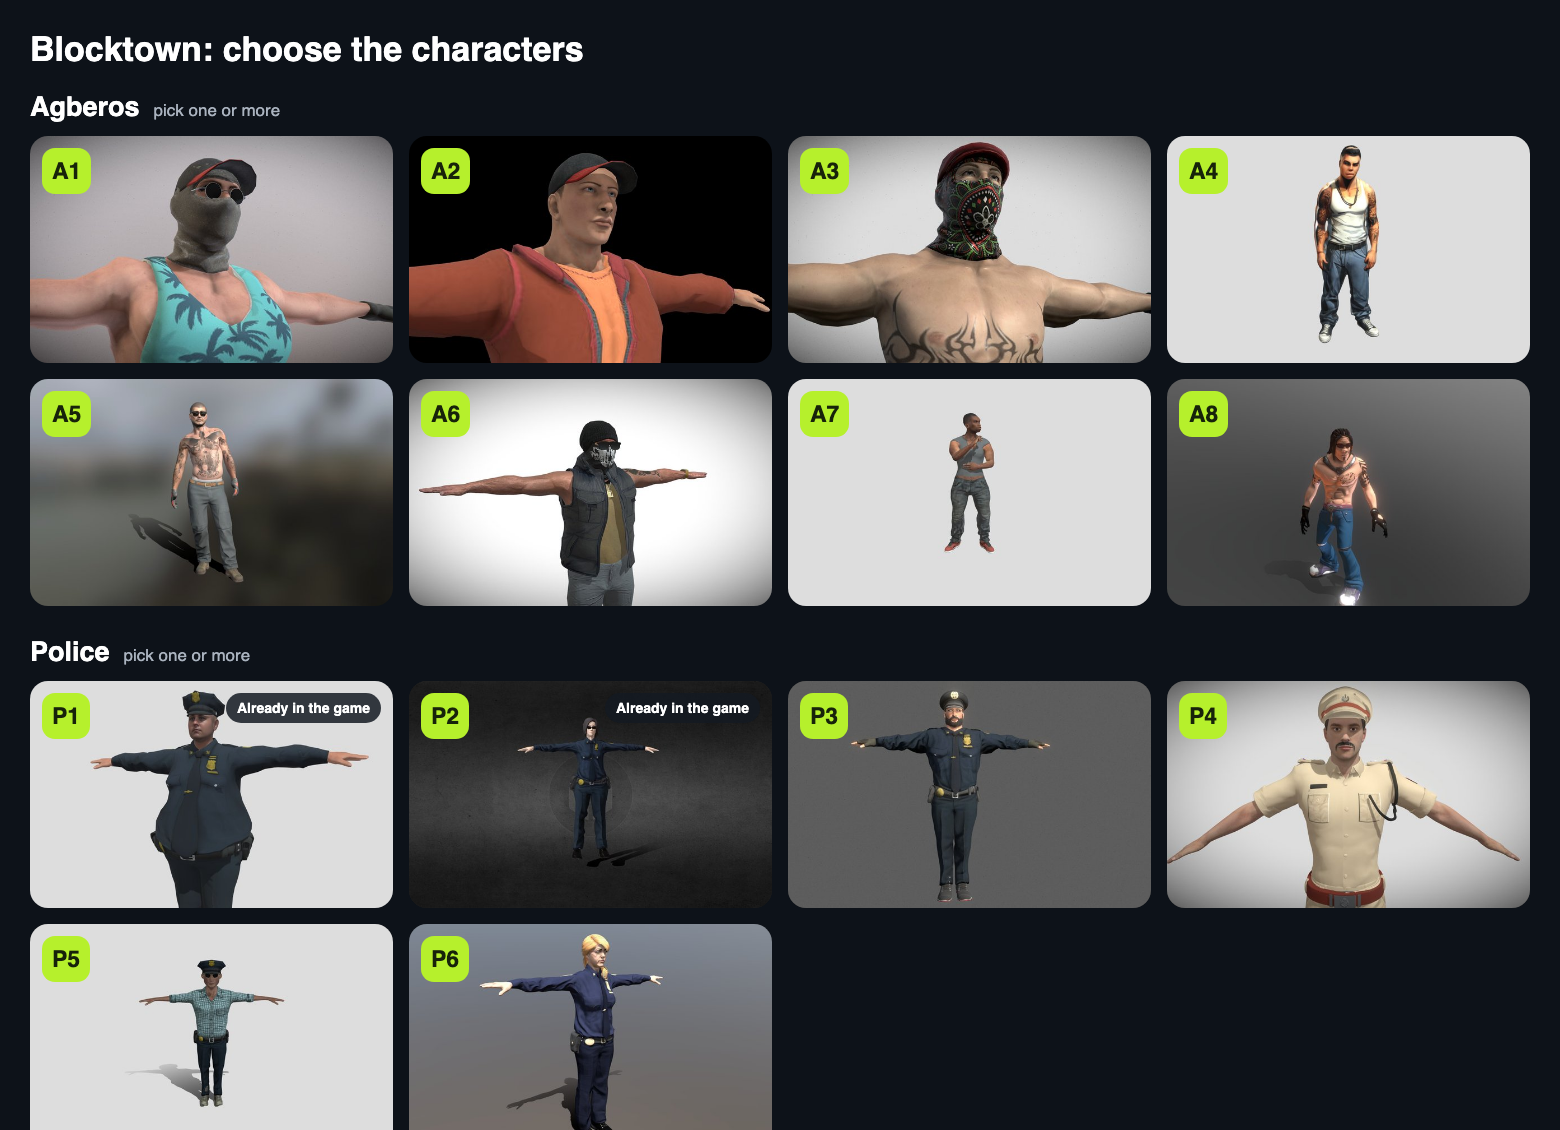 Blocktown: choose the characters
Agberos pick one or more
A1
A2
A3
A4
A5
A6
A7
A8
Police pick one or more
P1
Already in the game
P2
Already in the game
P3
P4
P5
P6